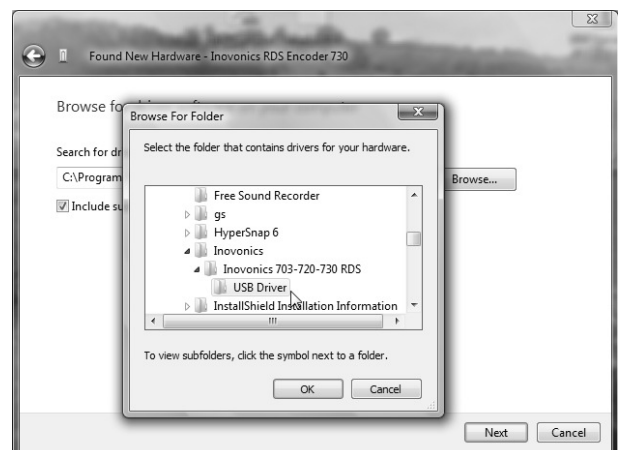 Found New Hardware - Inovonics RDS Encoder 730
Browse fo
Browse For Folder
Select the folder that contains drivers for your hardware.
Search for dr
C:\Program
Browse...
Include su
Free Sound Recorder
gs
HyperSnap 6
Inovonics
Inovonics 703-720-730 RDS
USB Driver
InstallShield Installation Information
To view subfolders, click the symbol next to a folder.
OK Cancel
Next Cancel